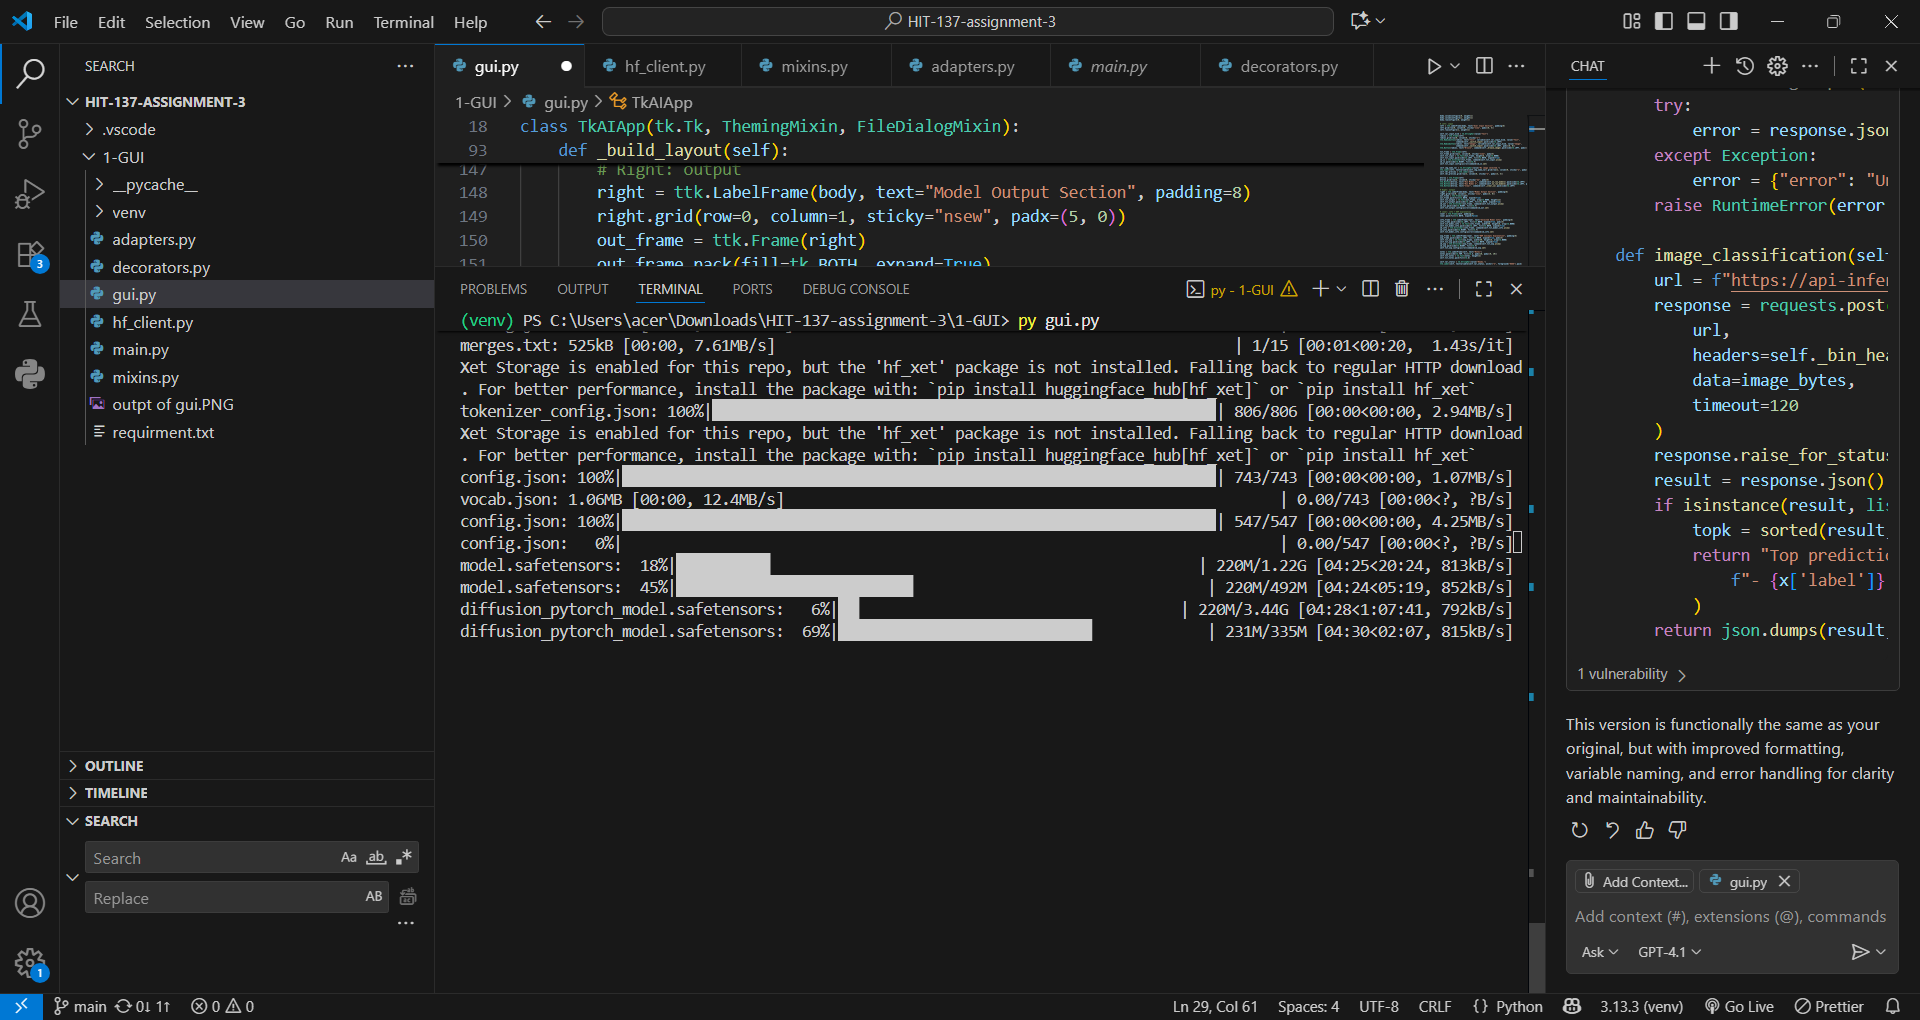 File Edit Selection View Go Run Terminal Help
HIT-137-assignment-3
SEARCH
HIT-137-ASSIGNMENT-3
.vscode
1-GUI
__pycache__
venv
adapters.py
decorators.py
gui.py
hf_client.py
main.py
mixins.py
outpt of gui.PNG
requirment.txt
OUTLINE
TIMELINE
SEARCH
Search
Aa ab .*
Replace
AB
3
1
gui.py hf_client.py mixins.py adapters.py main.py decorators.py
1-GUI > gui.py > TkAIApp
18 class TkAIApp(tk.Tk, ThemingMixin, FileDialogMixin):
93 def _build_layout(self):
147 # Right: output
148 right = ttk.LabelFrame(body, text="Model Output Section", padding=8)
149 right.grid(row=0, column=1, sticky="nsew", padx=(5, 0))
150 out_frame = ttk.Frame(right)
151 out_frame.pack(fill=tk.BOTH, expand=True)
PROBLEMS OUTPUT TERMINAL PORTS DEBUG CONSOLE
py - 1-GUI
(venv) PS C:\Users\acer\Downloads\HIT-137-assignment-3\1-GUI> py gui.py
merges.txt: 525kB [00:00, 7.61MB/s] | 1/15 [00:01<00:20, 1.43s/it]
Xet Storage is enabled for this repo, but the 'hf_xet' package is not installed. Falling back to regular HTTP download
. For better performance, install the package with: `pip install huggingface_hub[hf_xet]` or `pip install hf_xet`
tokenizer_config.json: 100%| | 806/806 [00:00<00:00, 2.94MB/s]
Xet Storage is enabled for this repo, but the 'hf_xet' package is not installed. Falling back to regular HTTP download
. For better performance, install the package with: `pip install huggingface_hub[hf_xet]` or `pip install hf_xet`
config.json: 100%| | 743/743 [00:00<00:00, 1.07MB/s]
vocab.json: 1.06MB [00:00, 12.4MB/s] | 0.00/743 [00:00<?, ?B/s]
config.json: 100%| | 547/547 [00:00<00:00, 4.25MB/s]
config.json: 0%| | 0.00/547 [00:00<?, ?B/s]
model.safetensors: 18%| | 220M/1.22G [04:25<20:24, 813kB/s]
model.safetensors: 45%| | 220M/492M [04:24<05:19, 852kB/s]
diffusion_pytorch_model.safetensors: 6%| | 220M/3.44G [04:28<1:07:41, 792kB/s]
diffusion_pytorch_model.safetensors: 69%| | 231M/335M [04:30<02:07, 815kB/s]
CHAT
try:
error = response.json
except Exception:
error = {"error": "Un
raise RuntimeError(error
def image_classification(self
url = f"https://api-infer
response = requests.post(
url,
headers=self._bin_hea
data=image_bytes,
timeout=120
)
response.raise_for_status
result = response.json()
if isinstance(result, lis
topk = sorted(result,
return "Top predictio
f"- {x['label']}
)
return json.dumps(result,
1 vulnerability
This version is functionally the same as your
original, but with improved formatting,
variable naming, and error handling for clarity
and maintainability.
Add Context... gui.py
Add context (#), extensions (@), commands
Ask GPT-4.1
main 0↓ 1↑ 0 0
Ln 29, Col 61 Spaces: 4 UTF-8 CRLF {} Python 3.13.3 (venv) Go Live Prettier